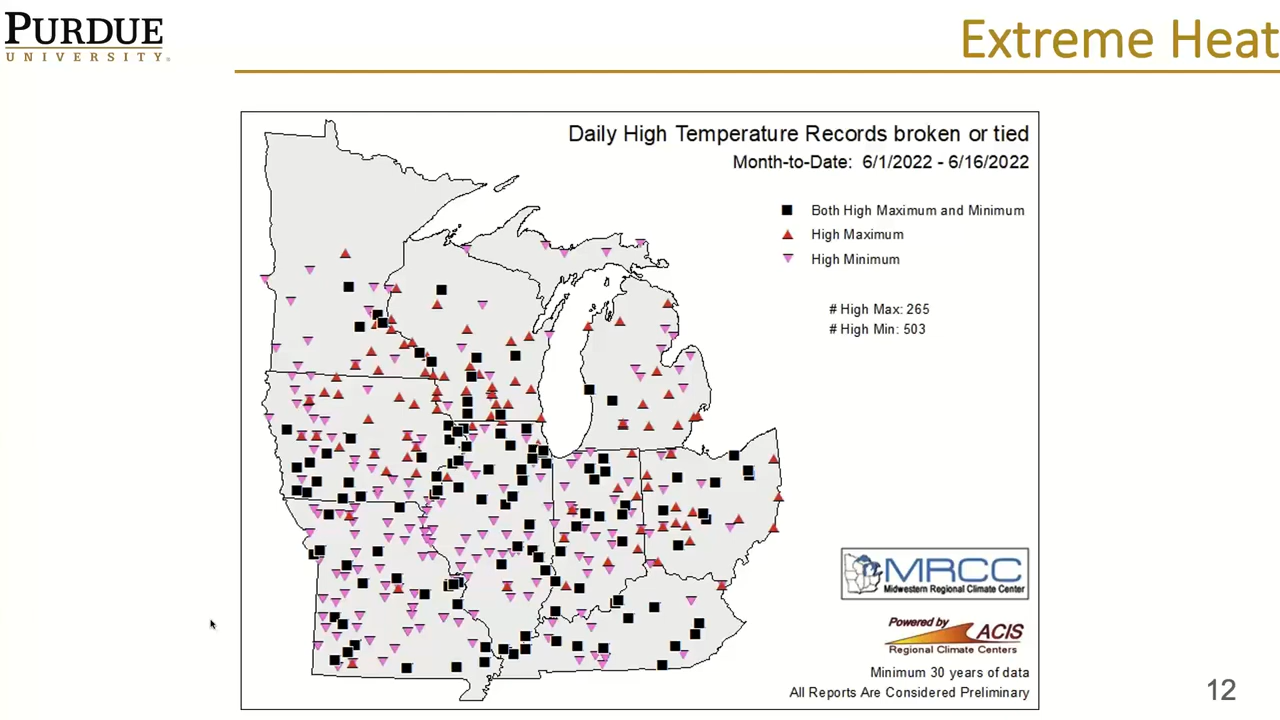 PURDUE
UNIVERSITY®
Extreme Heat
Daily High Temperature Records broken or tied
Month-to-Date: 6/1/2022 - 6/16/2022
Both High Maximum and Minimum
High Maximum
High Minimum
# High Max: 265
# High Min: 503
MRCC
Midwestern Regional Climate Center
Powered by
ACIS
Regional Climate Centers
Minimum 30 years of data
All Reports Are Considered Preliminary
12